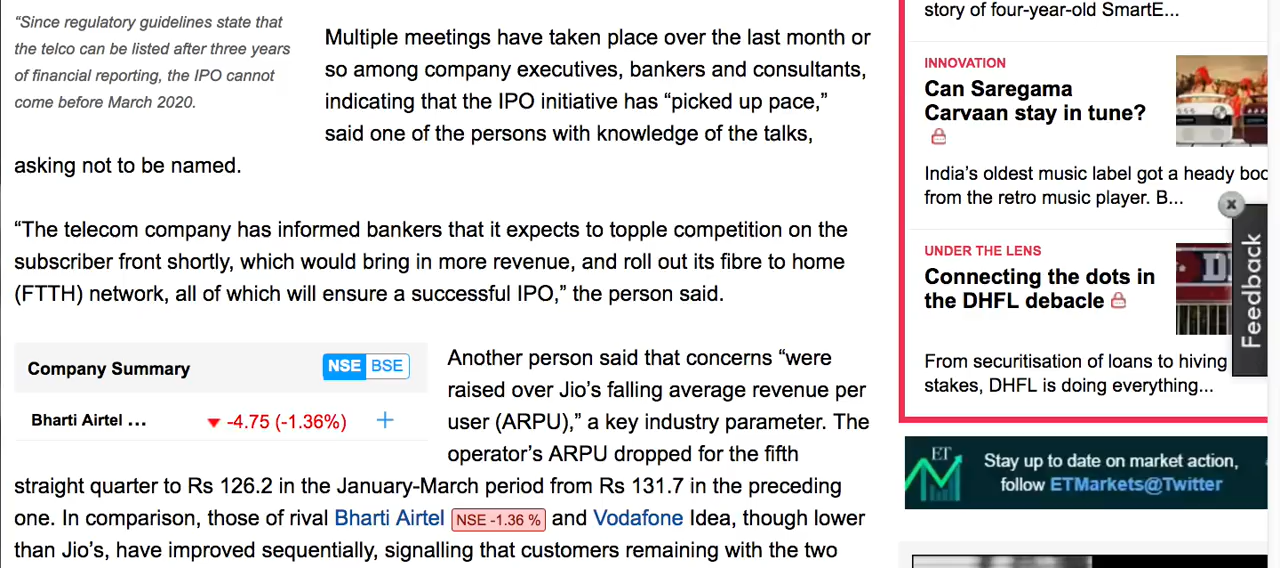 “Since regulatory guidelines state that
the telco can be listed after three years
of financial reporting, the IPO cannot
come before March 2020.
Multiple meetings have taken place over the last month or
so among company executives, bankers and consultants,
indicating that the IPO initiative has “picked up pace,”
said one of the persons with knowledge of the talks,
asking not to be named.
“The telecom company has informed bankers that it expects to topple competition on the
subscriber front shortly, which would bring in more revenue, and roll out its fibre to home
(FTTH) network, all of which will ensure a successful IPO,” the person said.
Company Summary
NSE BSE
Bharti Airtel ...
-4.75 (-1.36%)
Another person said that concerns “were
raised over Jio’s falling average revenue per
user (ARPU),” a key industry parameter. The
operator’s ARPU dropped for the fifth
straight quarter to Rs 126.2 in the January-March period from Rs 131.7 in the preceding
one. In comparison, those of rival Bharti Airtel NSE -1.36 % and Vodafone Idea, though lower
than Jio’s, have improved sequentially, signalling that customers remaining with the two
story of four-year-old SmartE...
INNOVATION
Can Saregama
Carvaan stay in tune?
India’s oldest music label got a heady boo
from the retro music player. B...
UNDER THE LENS
Connecting the dots in
the DHFL debacle
From securitisation of loans to hiving
stakes, DHFL is doing everything...
Feedback
ET
Stay up to date on market action,
follow ETMarkets@Twitter